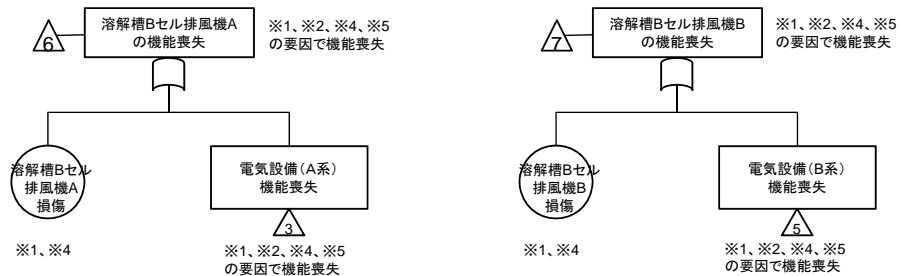 溶解槽Bセル排風機A
の機能喪失
※1、※2、※4、※5
の要因で機能喪失
6
溶解槽Bセル
排風機A
損傷
※1、※4
電気設備(A系)
機能喪失
3
※1、※2、※4、※5
の要因で機能喪失
溶解槽Bセル排風機B
の機能喪失
※1、※2、※4、※5
の要因で機能喪失
7
溶解槽Bセル
排風機B
損傷
※1、※4
電気設備(B系)
機能喪失
5
※1、※2、※4、※5
の要因で機能喪失